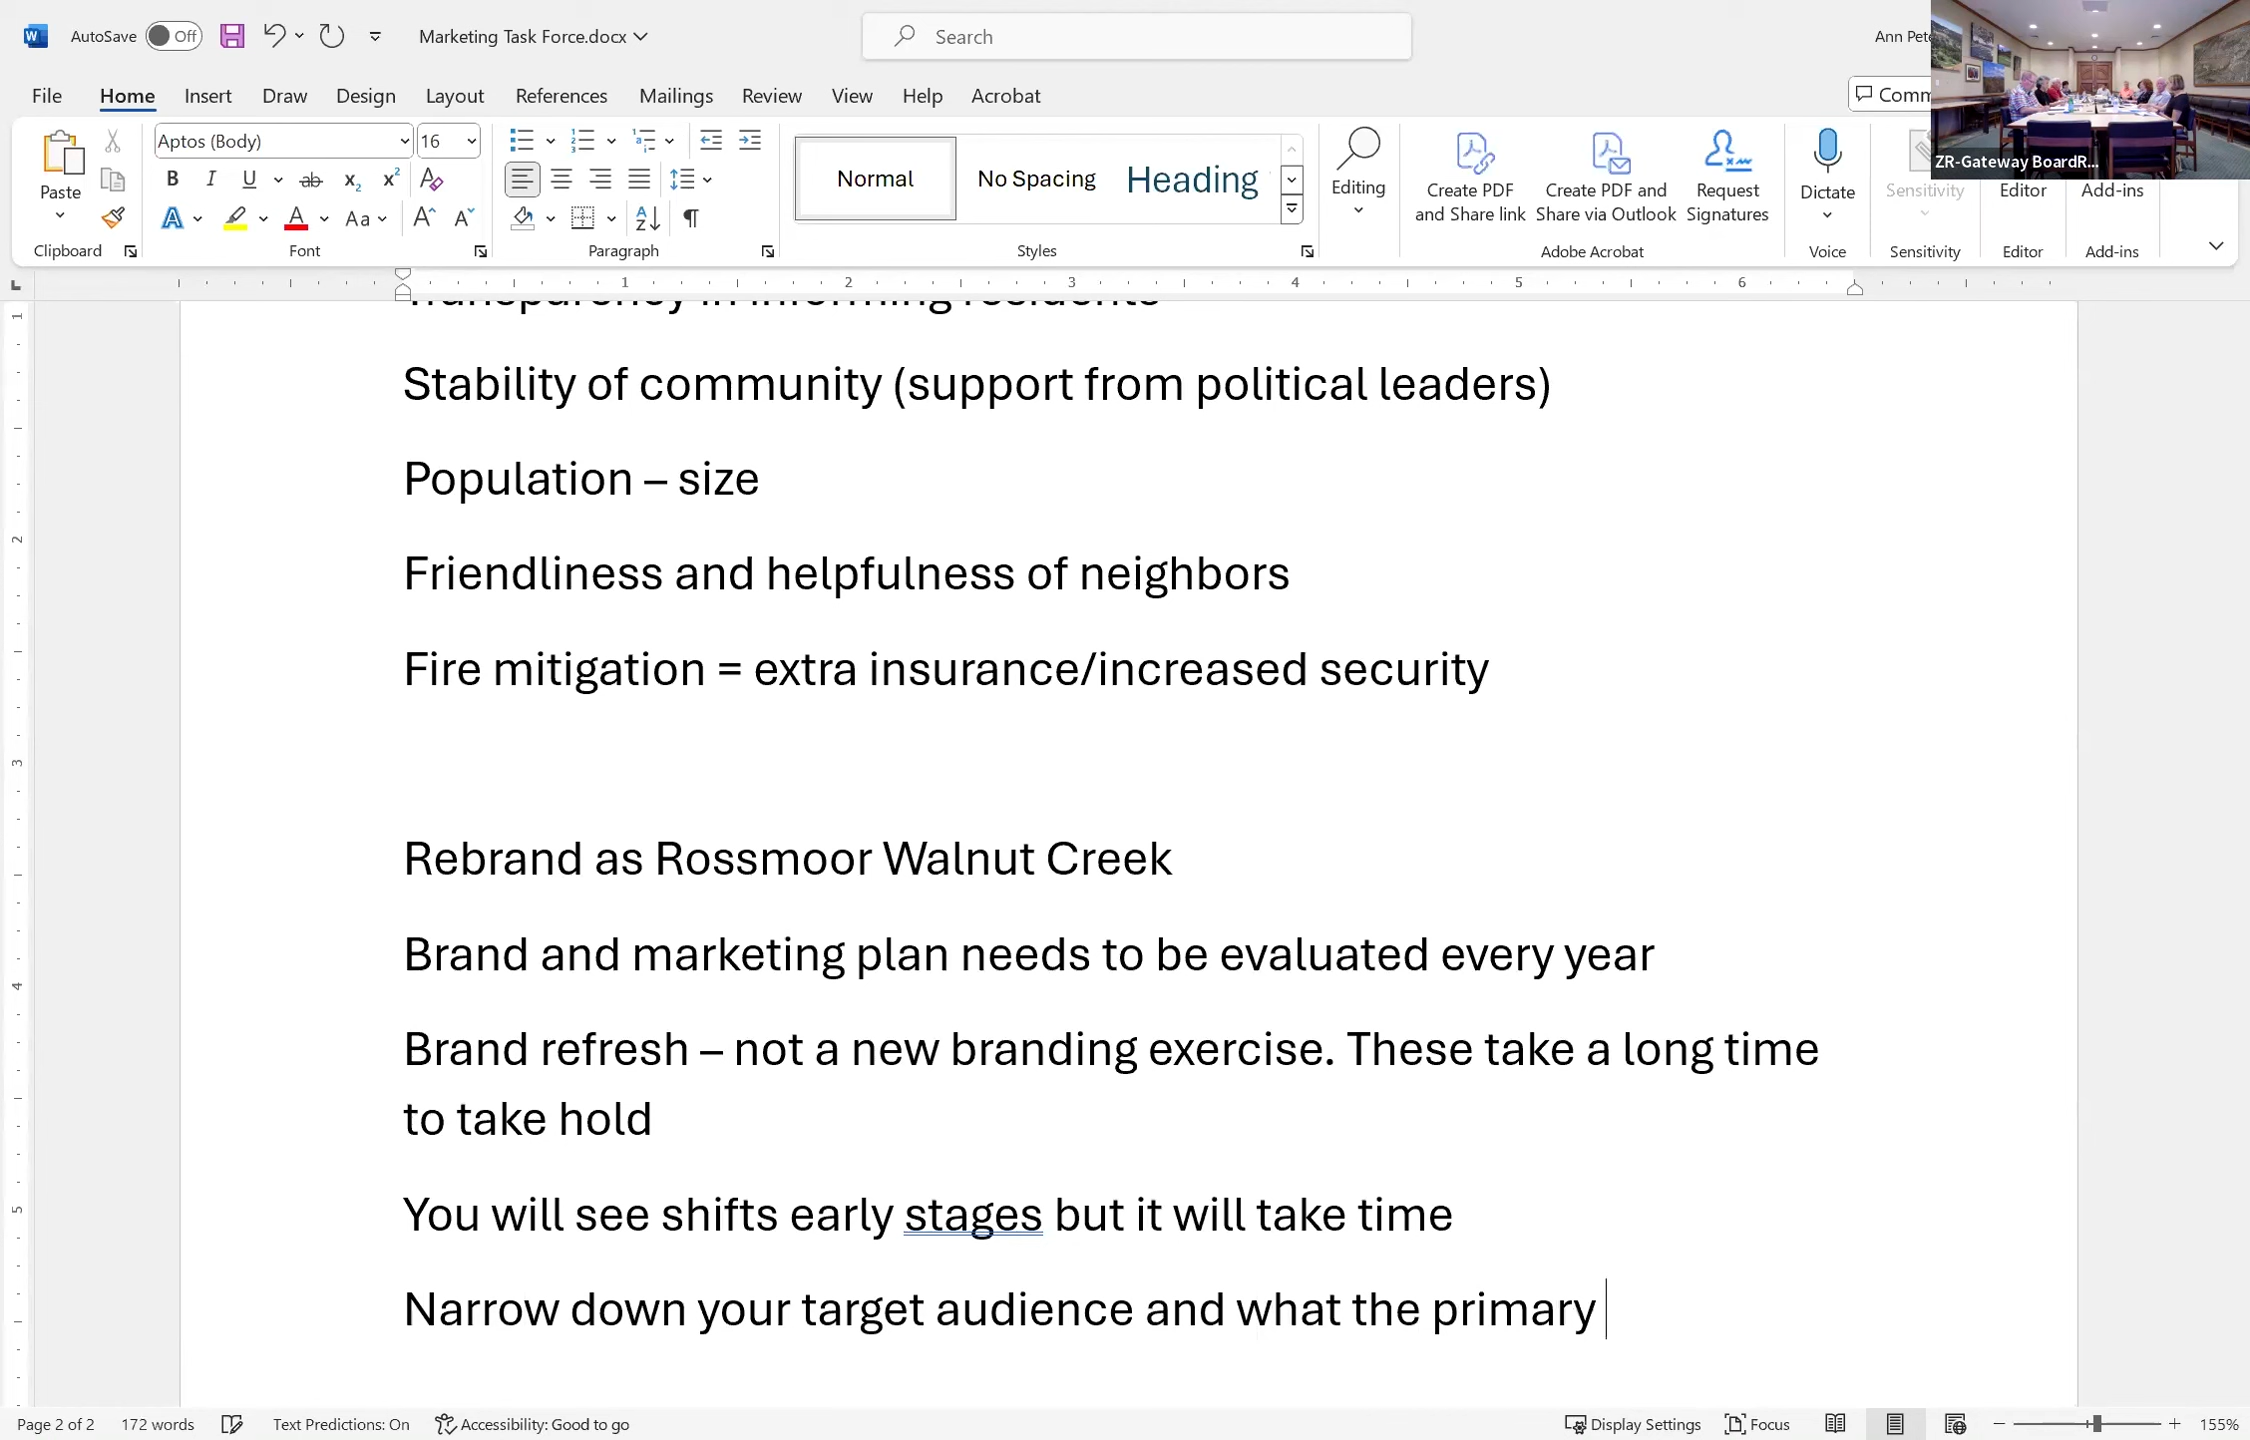 AutoSave Off Marketing Task Force.docx Search Ann Pete
File Home Insert Draw Design Layout References Mailings Review View Help Acrobat Comm
Paste Aptos (Body) 16 Normal No Spacing Heading Editing Create PDF and Share link Create PDF and Share via Outlook Request Signatures Dictate Sensitivity Editor Add-ins
ZR-Gateway BoardR...
Clipboard Font Paragraph Styles Adobe Acrobat Voice Sensitivity Editor Add-ins
1 2 3 4 5 6
Transparency in informing residents
Stability of community (support from political leaders)
Population – size
Friendliness and helpfulness of neighbors
Fire mitigation = extra insurance/increased security
Rebrand as Rossmoor Walnut Creek
Brand and marketing plan needs to be evaluated every year
Brand refresh – not a new branding exercise. These take a long time
to take hold
You will see shifts early stages but it will take time
Narrow down your target audience and what the primary
Page 2 of 2 172 words Text Predictions: On Accessibility: Good to go Display Settings Focus 155%